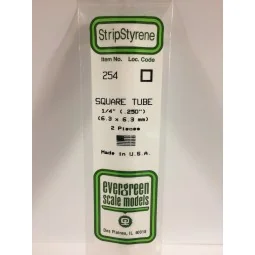 StripStyrene
Item No. Loc. Code
254
SQUARE TUBE
1/4" (.250")
(6.3 x 6.3 mm)
2 Pieces
Made in U.S.A.
evergreen
scale models
Des Plaines, IL 60018